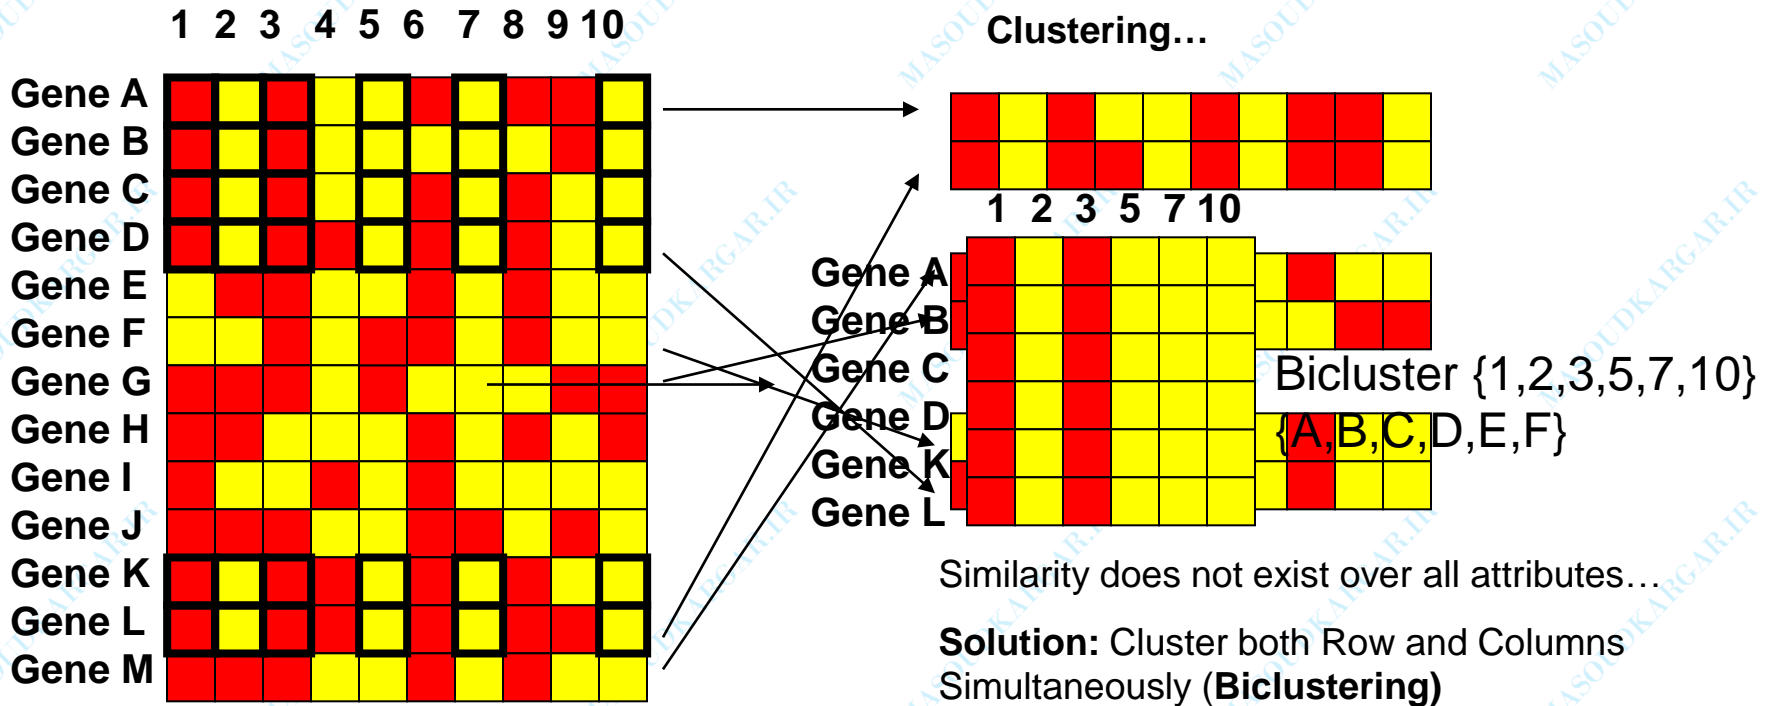 1 2 3 4 5 6 7 8 9 10
Gene A
Gene B
Gene C
Gene D
Gene E
Gene F
Gene G
Gene H
Gene I
Gene J
Gene K
Gene L
Gene M
Clustering…
1 2 3 5 7 10
Gene A
Gene B
Gene C
Gene D
Gene K
Gene L
Bicluster {1,2,3,5,7,10}
{A,B,C,D,E,F}
Similarity does not exist over all attributes…
Solution: Cluster both Row and Columns
Simultaneously (Biclustering)
MASOUDKARGAR.IR